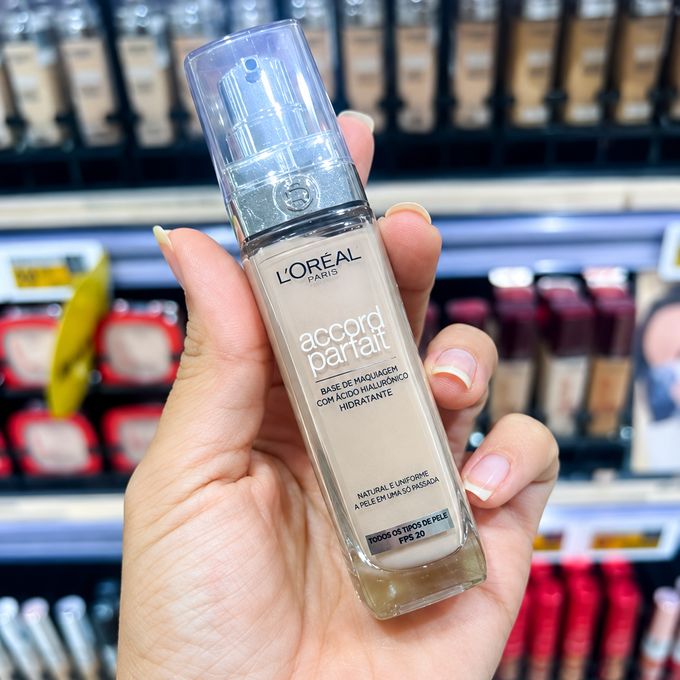 L'ORÉAL
PARIS
accord
parfait
BASE DE MAQUIAGEM
COM ÁCIDO HIALURÔNICO
HIDRATANTE
NATURAL E UNIFORME
A PELE EM UMA SÓ PASSADA
TODOS OS TIPOS DE PELE
FPS 20